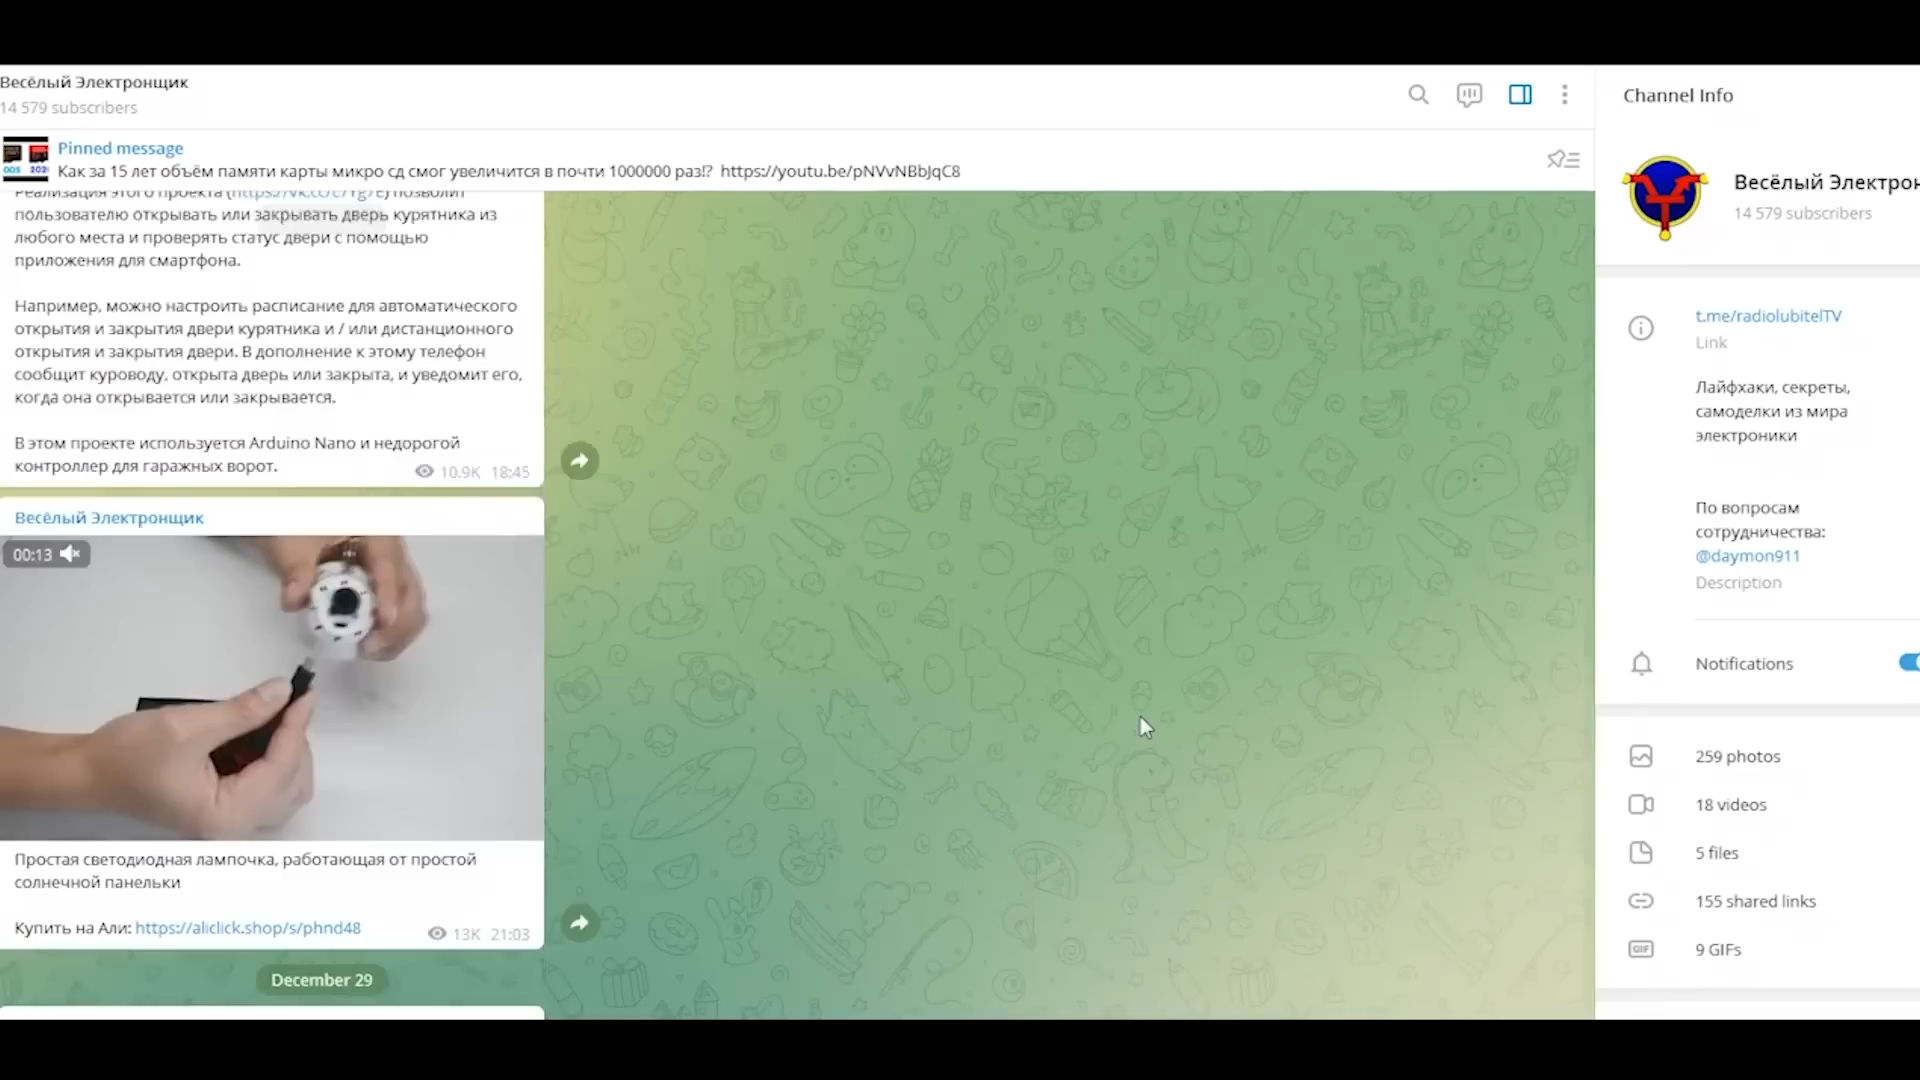 Весёлый Электронщик
14 579 subscribers
Pinned message
Как за 15 лет объём памяти карты микро сд смог увеличится в почти 1000000 раз!? https://youtu.be/pNVvNBbJqC8
Реализация этого проекта позволит
пользователю открывать или закрывать дверь курятника из
любого места и проверять статус двери с помощью
приложения для смартфона.
Например, можно настроить расписание для автоматического
открытия и закрытия двери курятника и / или дистанционного
открытия и закрытия двери. В дополнение к этому телефон
сообщит куроводу, открыта дверь или закрыта, и уведомит его,
когда она открывается или закрывается.
В этом проекте используется Arduino Nano и недорогой
контроллер для гаражных ворот.
10.9K 18:45
Весёлый Электронщик
00:13
Простая светодиодная лампочка, работающая от простой
солнечной панельки
Купить на Али: https://aliclick.shop/s/phnd48
13K 21:03
December 29
Channel Info
Весёлый Электрон
14 579 subscribers
t.me/radiolubitelTV
Link
Лайфхаки, секреты,
самоделки из мира
электроники
По вопросам
сотрудничества:
@daymon911
Description
Notifications
259 photos
18 videos
5 files
155 shared links
GIF
9 GIFs